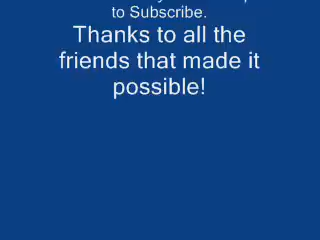 to Subscribe.
Thanks to all the
friends that made it
possible!